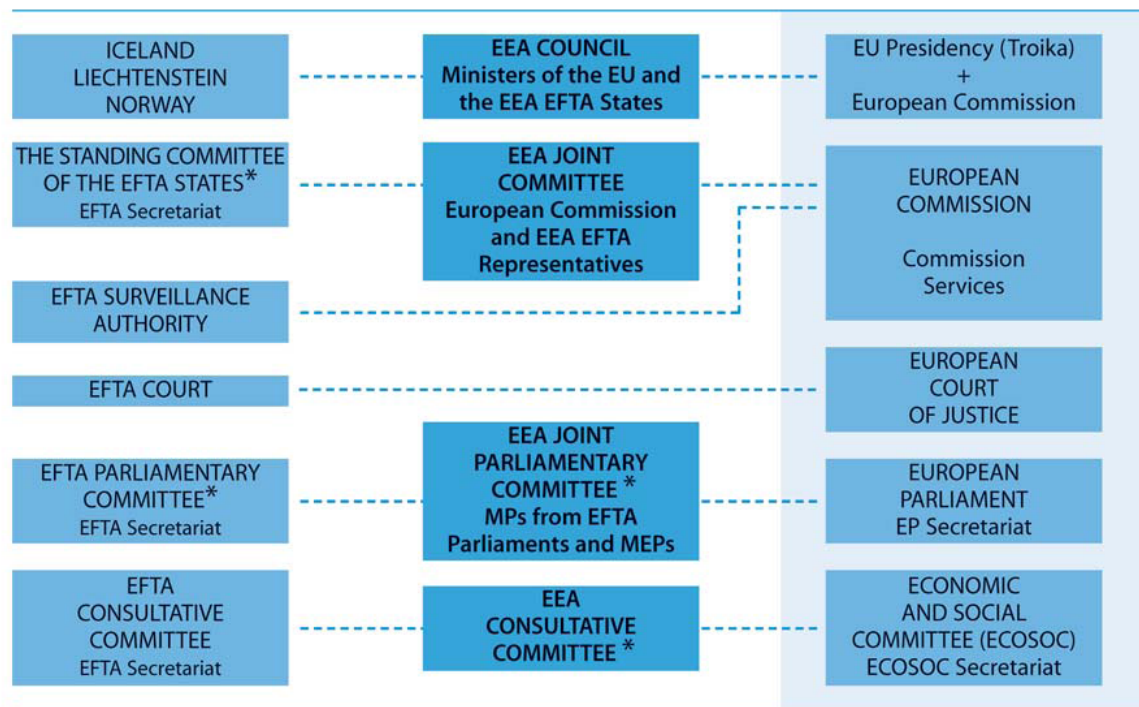 ICELAND
LIECHTENSTEIN
NORWAY
EEA COUNCIL
Ministers of the EU and
the EEA EFTA States
EU Presidency (Troika)
+
European Commission
THE STANDING COMMITTEE
OF THE EFTA STATES*
EFTA Secretariat
EEA JOINT
COMMITTEE
European Commission
and EEA EFTA
Representatives
EUROPEAN
COMMISSION
Commission
Services
EFTA SURVEILLANCE
AUTHORITY
EFTA COURT
EUROPEAN
COURT
OF JUSTICE
EFTA PARLIAMENTARY
COMMITTEE*
EFTA Secretariat
EEA JOINT
PARLIAMENTARY
COMMITTEE *
MPs from EFTA
Parliaments and MEPs
EUROPEAN
PARLIAMENT
EP Secretariat
EFTA
CONSULTATIVE
COMMITTEE
EFTA Secretariat
EEA
CONSULTATIVE
COMMITTEE *
ECONOMIC
AND SOCIAL
COMMITTEE (ECOSOC)
ECOSOC Secretariat